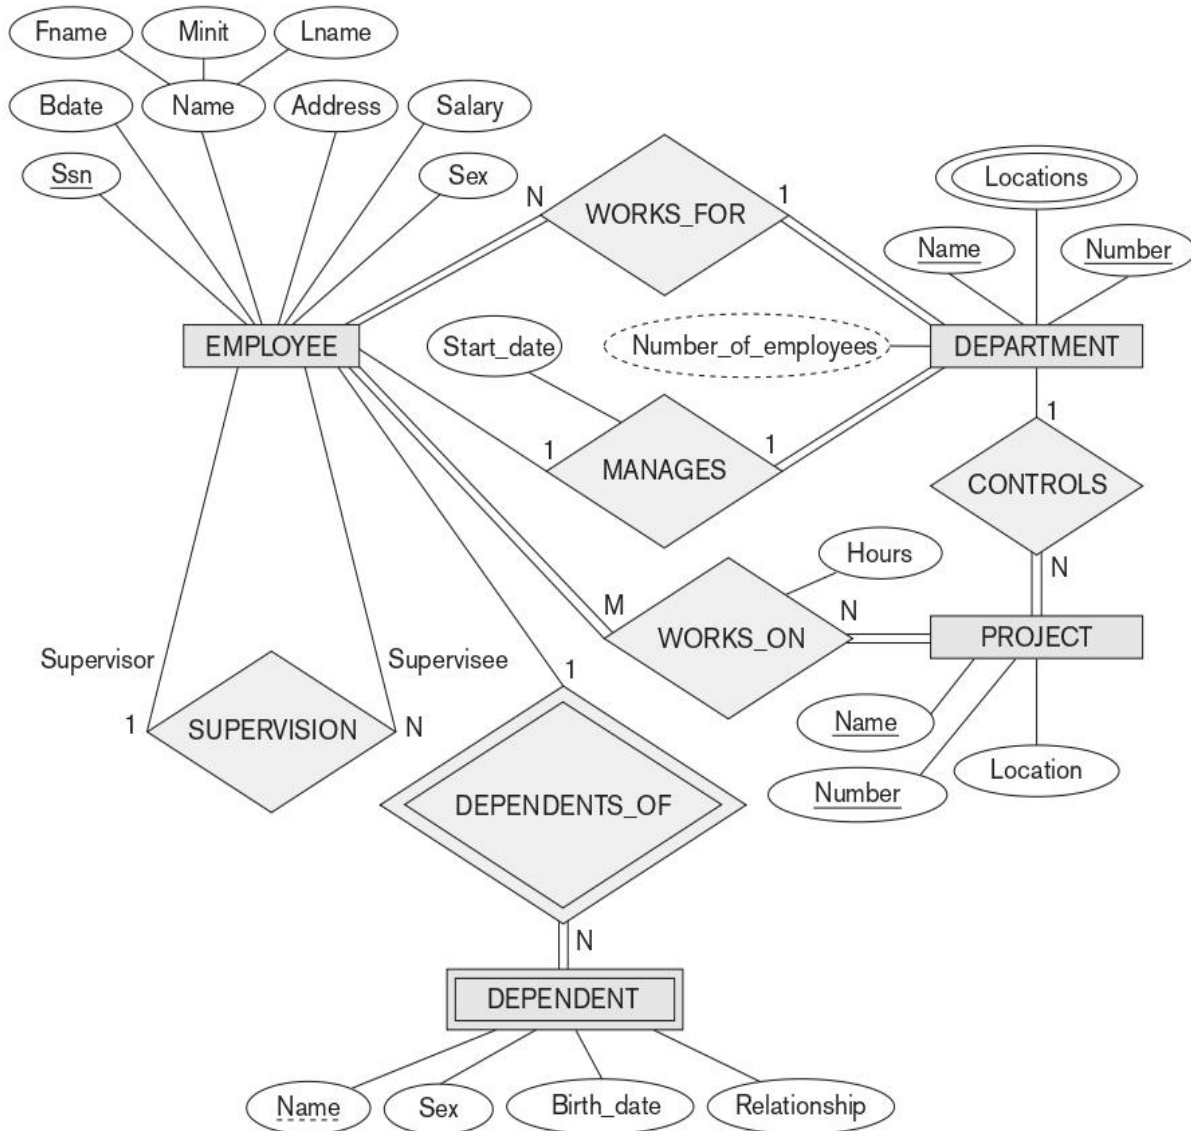 Fname
Minit
Lname
Bdate
Name
Address
Salary
Ssn
Sex
N
WORKS_FOR
1
Locations
Name
Number
EMPLOYEE
Start_date
Number_of_employees
DEPARTMENT
1
MANAGES
1
1
CONTROLS
N
Hours
M
WORKS_ON
N
PROJECT
Supervisor
Supervisee
1
SUPERVISION
N
1
Name
Number
Location
DEPENDENTS_OF
N
DEPENDENT
Name
Sex
Birth_date
Relationship